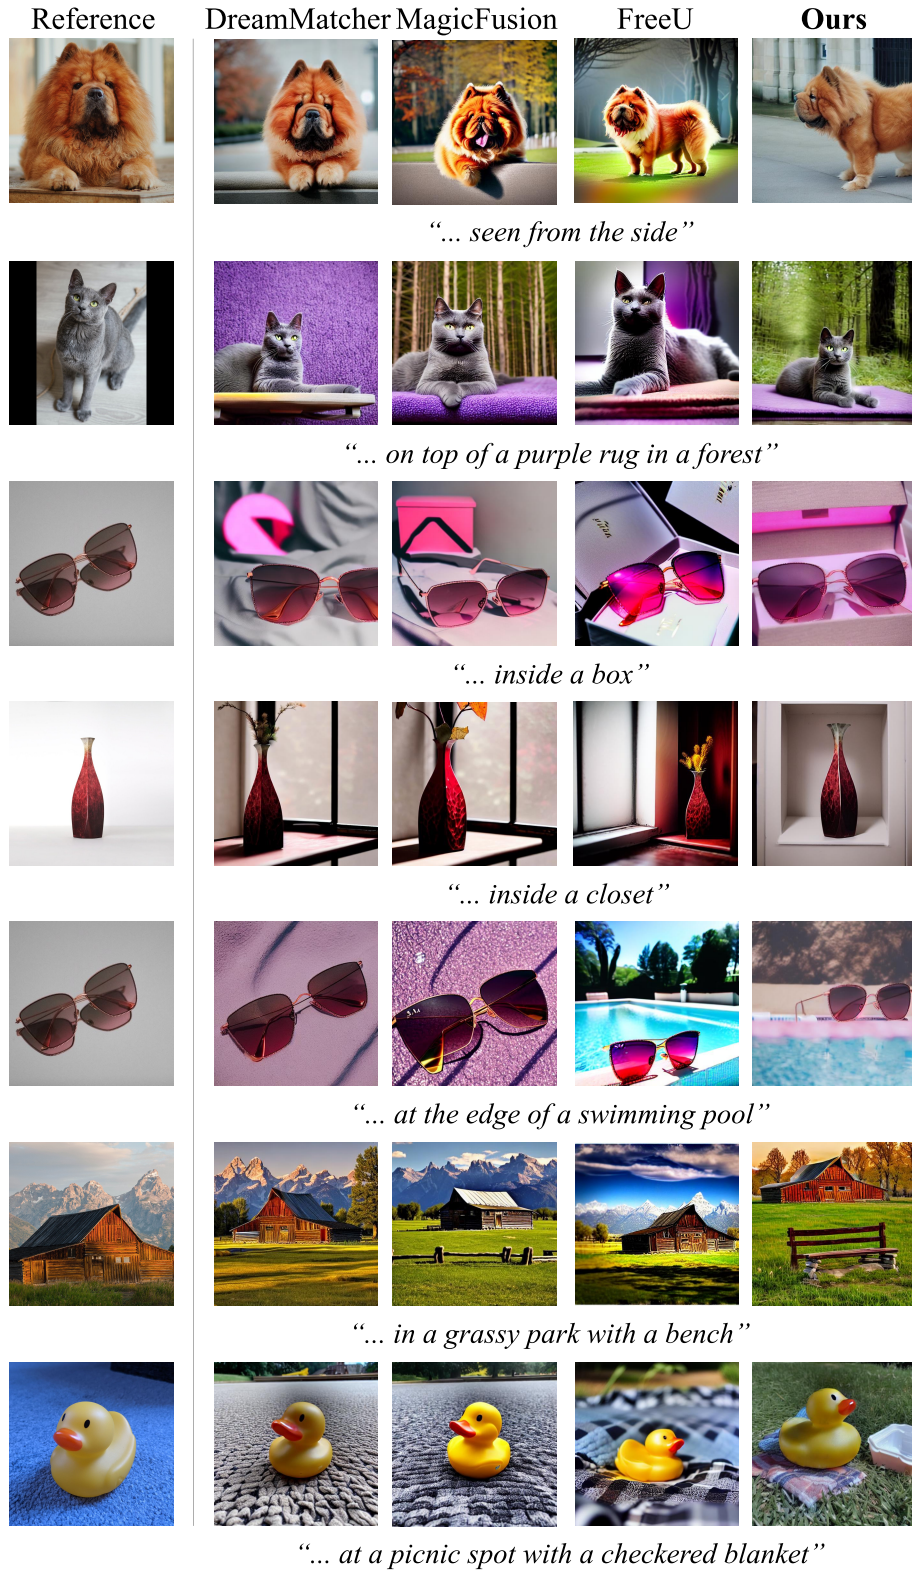 Reference DreamMatcher MagicFusion FreeU Ours
“... seen from the side”
“... on top of a purple rug in a forest”
“... inside a box”
“... inside a closet”
“... at the edge of a swimming pool”
“... in a grassy park with a bench”
“... at a picnic spot with a checkered blanket”